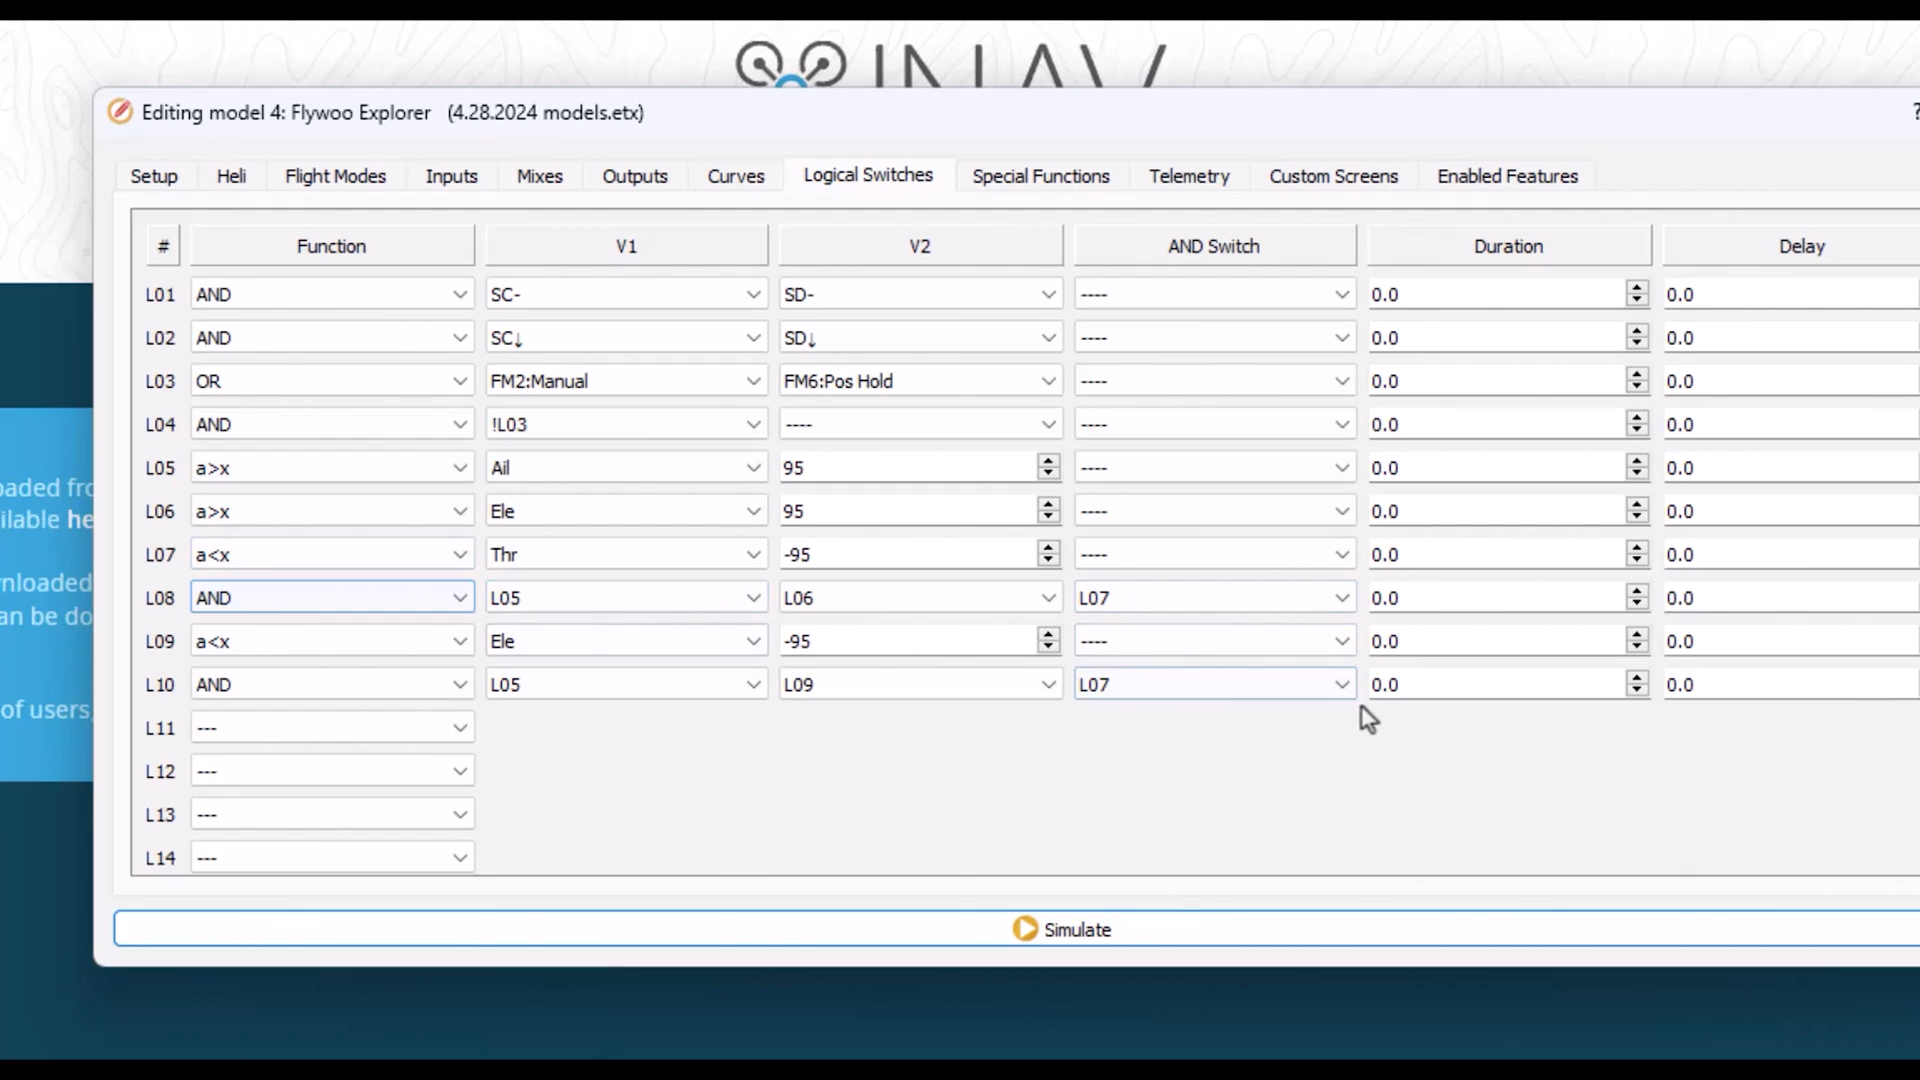 INAV
Editing model 4: Flywoo Explorer (4.28.2024 models.etx)
?
Setup Heli Flight Modes Inputs Mixes Outputs Curves Logical Switches Special Functions Telemetry Custom Screens Enabled Features
# Function V1 V2 AND Switch Duration Delay
L01 AND SC- SD- ---- 0.0 0.0
L02 AND SC↓ SD↓ ---- 0.0 0.0
L03 OR FM2:Manual FM6:Pos Hold ---- 0.0 0.0
L04 AND !L03 ---- ---- 0.0 0.0
L05 a>x Ail 95 ---- 0.0 0.0
L06 a>x Ele 95 ---- 0.0 0.0
L07 a<x Thr -95 ---- 0.0 0.0
L08 AND L05 L06 L07 0.0 0.0
L09 a<x Ele -95 ---- 0.0 0.0
L10 AND L05 L09 L07 0.0 0.0
L11 ---
L12 ---
L13 ---
L14 ---
Simulate
oaded fro
ilable he
nloaded
an be do
of users,